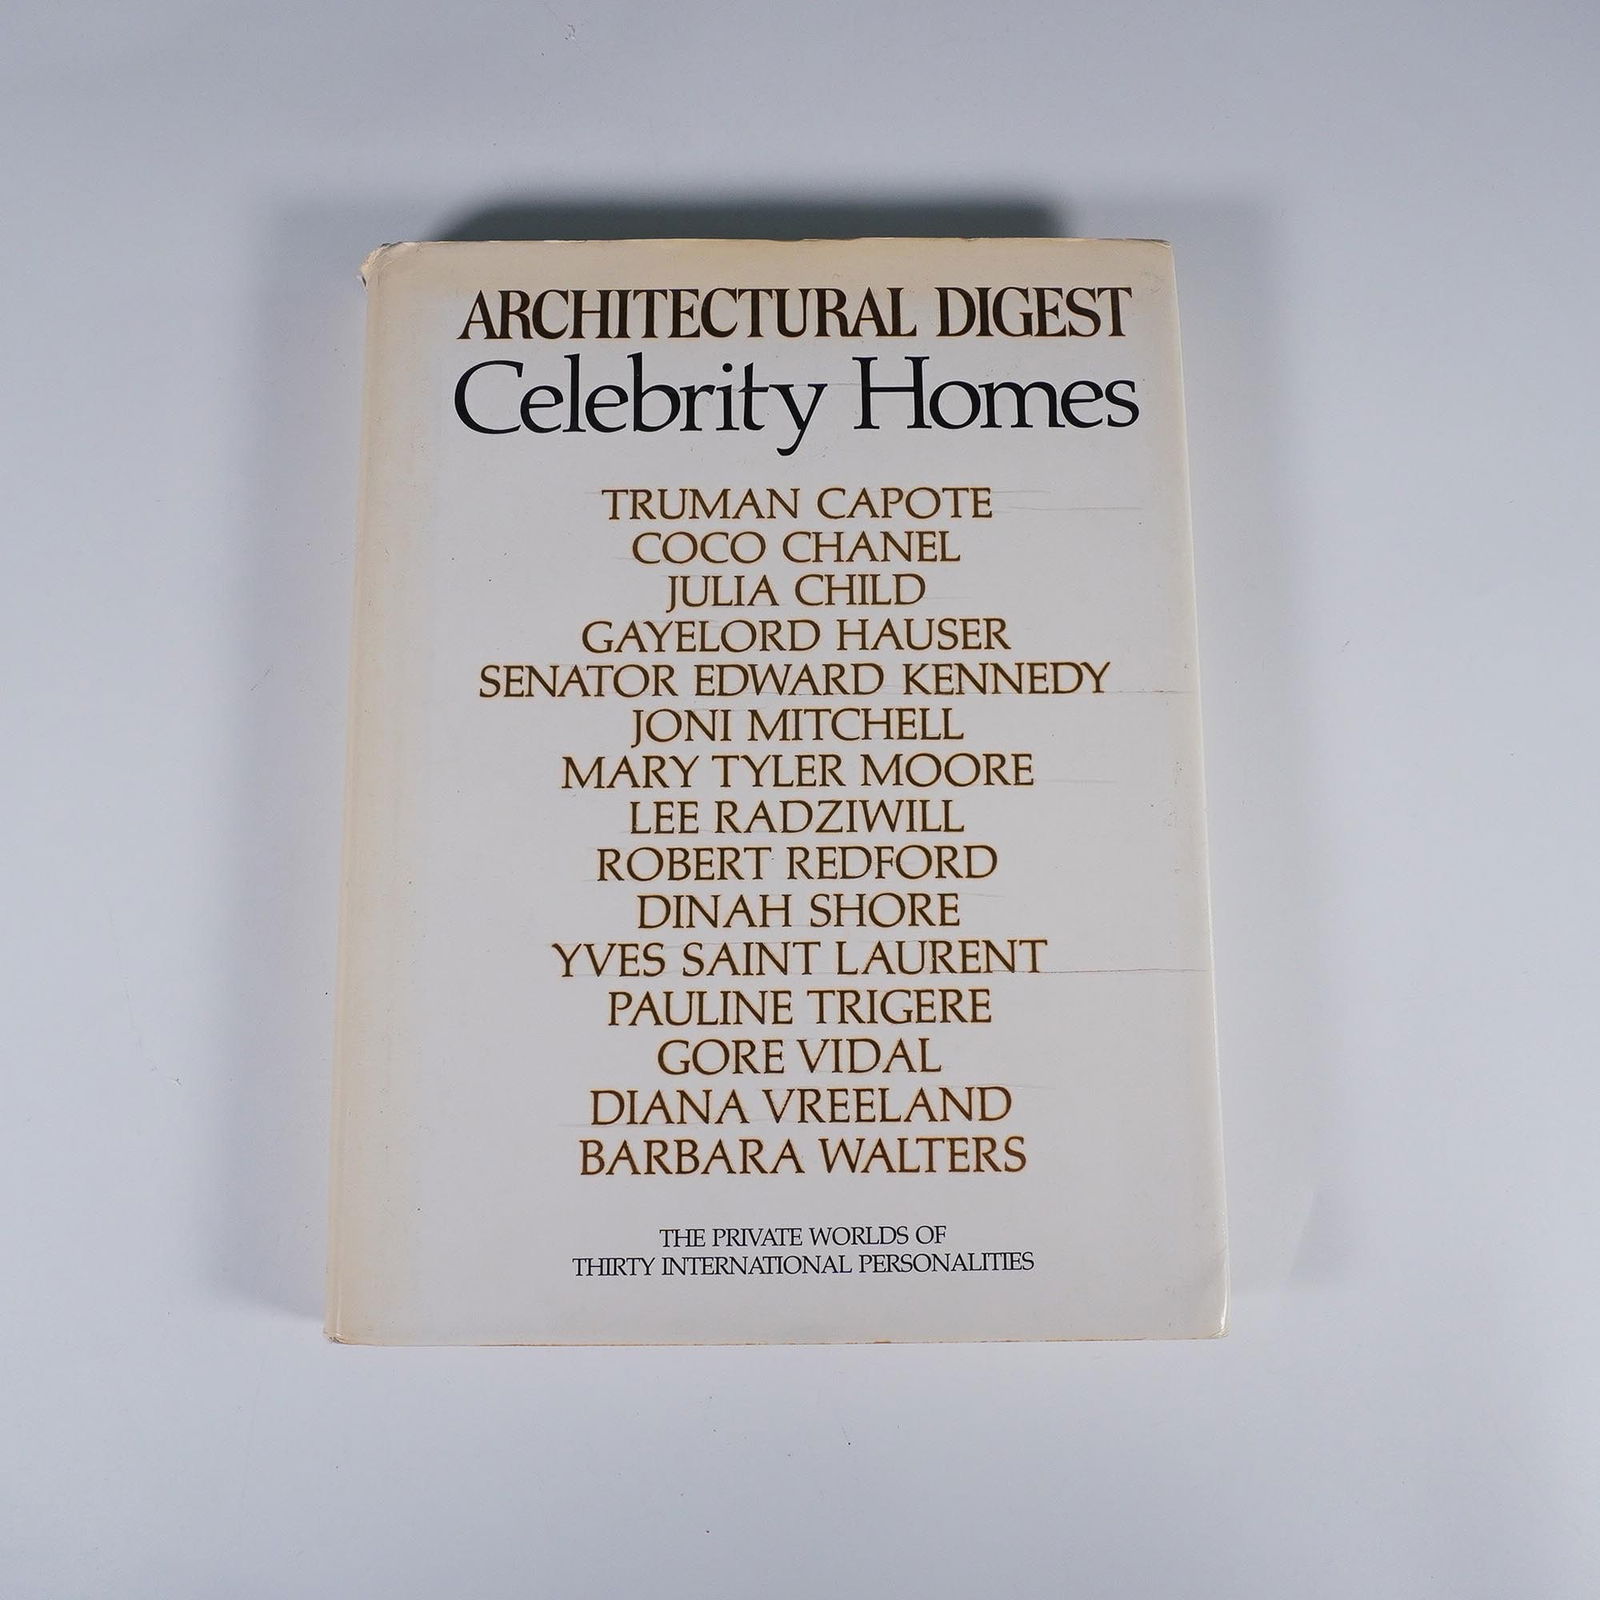 ARCHITECTURAL DIGEST
Celebrity Homes
TRUMAN CAPOTE
COCO CHANEL
JULIA CHILD
GAYELORD HAUSER
SENATOR EDWARD KENNEDY
JONI MITCHELL
MARY TYLER MOORE
LEE RADZIWILL
ROBERT REDFORD
DINAH SHORE
YVES SAINT LAURENT
PAULINE TRIGERE
GORE VIDAL
DIANA VREELAND
BARBARA WALTERS
THE PRIVATE WORLDS OF
THIRTY INTERNATIONAL PERSONALITIES